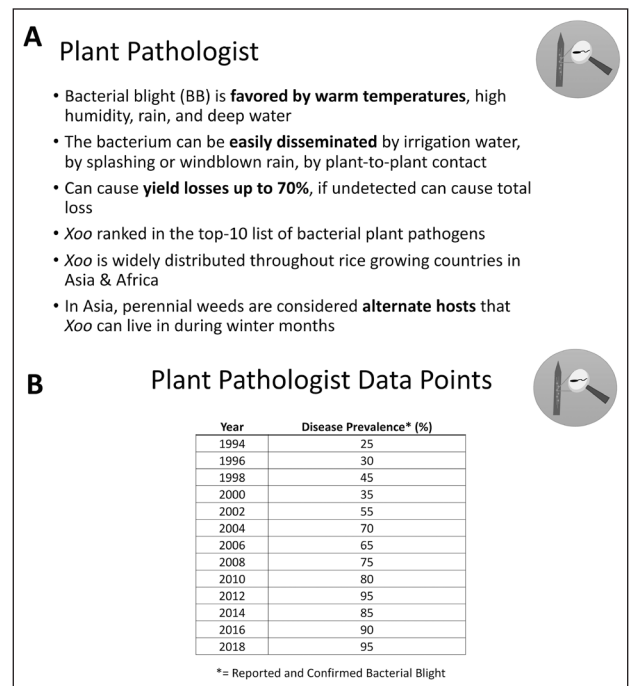 A
Plant Pathologist
• Bacterial blight (BB) is favored by warm temperatures, high
humidity, rain, and deep water
• The bacterium can be easily disseminated by irrigation water,
by splashing or windblown rain, by plant-to-plant contact
• Can cause yield losses up to 70%, if undetected can cause total
loss
• Xoo ranked in the top-10 list of bacterial plant pathogens
• Xoo is widely distributed throughout rice growing countries in
Asia & Africa
• In Asia, perennial weeds are considered alternate hosts that
Xoo can live in during winter months
B
Plant Pathologist Data Points
Year Disease Prevalence* (%)
1994 25
1996 30
1998 45
2000 35
2002 55
2004 70
2006 65
2008 75
2010 80
2012 95
2014 85
2016 90
2018 95
*= Reported and Confirmed Bacterial Blight